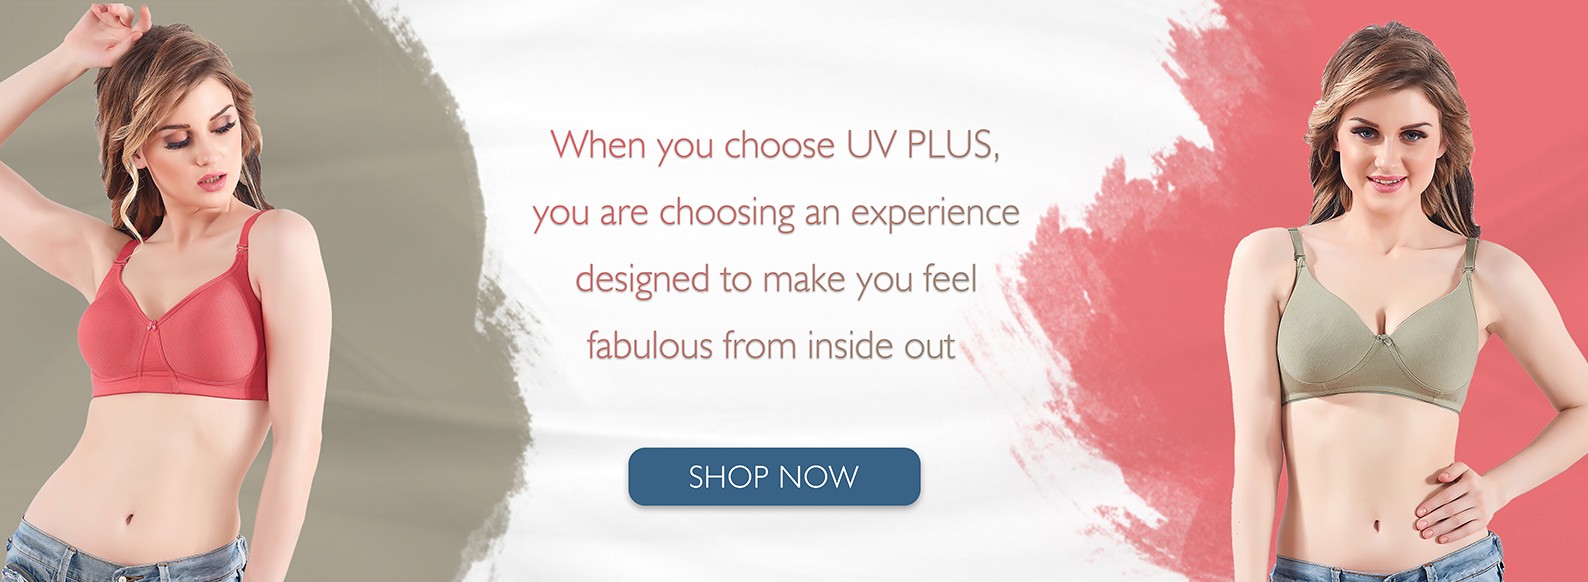 When you choose UV PLUS,
you are choosing an experience
designed to make you feel
fabulous from inside out
SHOP NOW